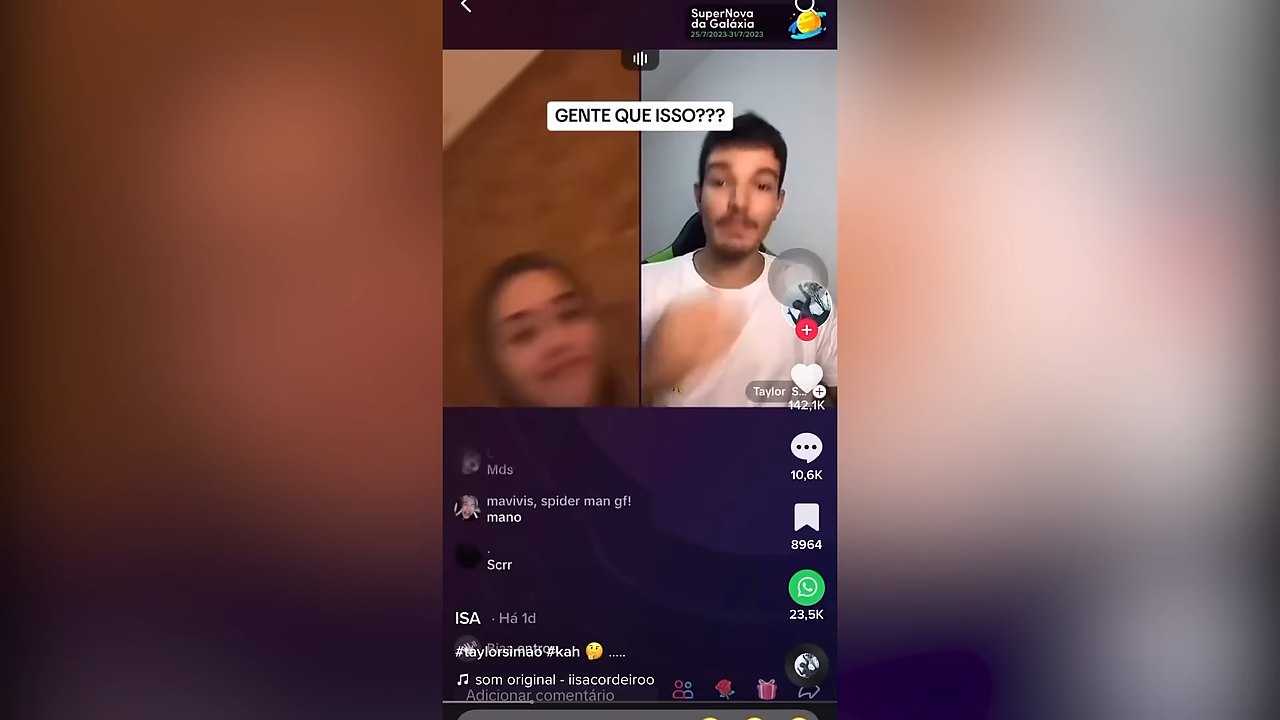 SuperNova
da Galáxia
25/7/2023-31/7/2023
GENTE QUE ISSO???
Taylor S...
142,1K
10,6K
L
Mds
mavivis, spider man gf!
mano
8964
.
Scrr
23,5K
ISA · Há 1d
#taylorsimao #kah 🤔 .....
som original - iisacordeiroo
Adicionar comentário